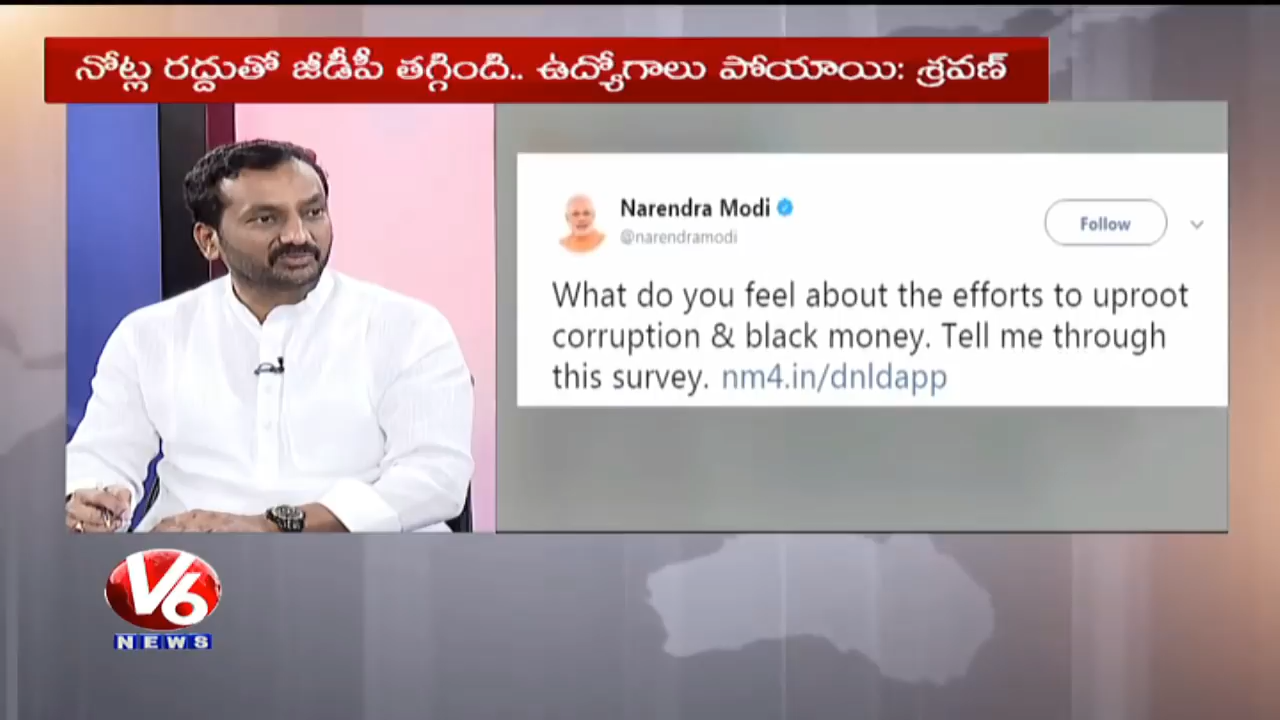 నోట్ల రద్దుతో జీడీపీ తగ్గింది.. ఉద్యోగాలు పోయాయి: శ్రవణ్
Narendra Modi
@narendramodi
Follow
What do you feel about the efforts to uproot
corruption & black money. Tell me through
this survey. nm4.in/dnldapp
V6
NEWS